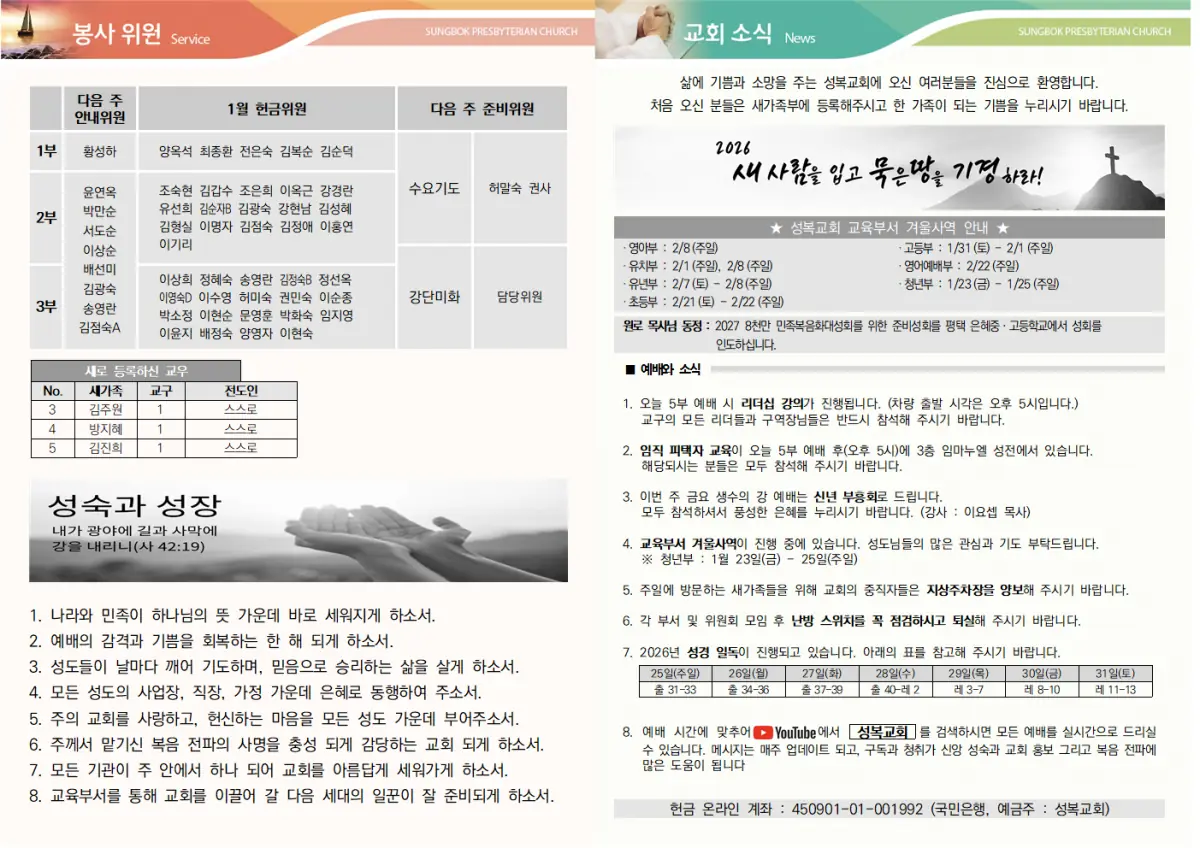 봉사 위원 Service
SUNGBOK PRESBYTERIAN CHURCH
다음 주 안내위원
1월 헌금위원
다음 주 준비위원
1부
황성하
양옥석 최종환 전은숙 김복순 김순덕
2부
3부
윤연옥
박만순
서도순
이상순
배선미
김광숙
송영란
김점숙A
조숙현 김갑수 조은희 이옥근 강경란
유선희 김순자B 김광숙 강현남 김성혜
김형실 이명자 김점숙 김정애 이홍연
이기리
이상희 정혜숙 송영란 김정숙B 정선옥
이영숙D 이수영 허미숙 권민숙 이순종
박소정 이현순 문영훈 박화숙 임지영
이윤지 배정숙 양영자 이현숙
수요기도
허말숙 권사
강단미화
담당위원
새로 등록하신 교우
No. 새가족 교구 전도인
3 김주원 1 스스로
4 방지혜 1 스스로
5 김진희 1 스스로
성숙과 성장
내가 광야에 길과 사막에
강을 내리니(사 42:19)
1. 나라와 민족이 하나님의 뜻 가운데 바로 세워지게 하소서.
2. 예배의 감격과 기쁨을 회복하는 한 해 되게 하소서.
3. 성도들이 날마다 깨어 기도하며, 믿음으로 승리하는 삶을 살게 하소서.
4. 모든 성도의 사업장, 직장, 가정 가운데 은혜로 동행하여 주소서.
5. 주의 교회를 사랑하고, 헌신하는 마음을 모든 성도 가운데 부어주소서.
6. 주께서 맡기신 복음 전파의 사명을 충성 되게 감당하는 교회 되게 하소서.
7. 모든 기관이 주 안에서 하나 되어 교회를 아름답게 세워가게 하소서.
8. 교육부서를 통해 교회를 이끌어 갈 다음 세대의 일꾼이 잘 준비되게 하소서.
교회 소식 News
SUNGBOK PRESBYTERIAN CHURCH
삶에 기쁨과 소망을 주는 성복교회에 오신 여러분들을 진심으로 환영합니다.
처음 오신 분들은 새가족부에 등록해주시고 한 가족이 되는 기쁨을 누리시기 바랍니다.
2026
새 사람을 입고 묵은땅을 기경하라!
★ 성복교회 교육부서 겨울사역 안내 ★
· 영아부 : 2/8(주일)
· 유치부 : 2/1(주일), 2/8(주일)
· 유년부 : 2/7(토) - 2/8(주일)
· 초등부 : 2/21(토) - 2/22(주일)
· 고등부 : 1/31(토) - 2/1(주일)
· 영어예배부 : 2/22(주일)
· 청년부 : 1/23(금) - 1/25(주일)
원로 목사님 동정 : 2027 8천만 민족복음화대성회를 위한 준비성회를 평택 은혜중·고등학교에서 성회를
인도하십니다.
■ 예배와 소식
1. 오늘 5부 예배 시 리더십 강의가 진행됩니다. (차량 출발 시각은 오후 5시입니다.)
교구의 모든 리더들과 구역장님들은 반드시 참석해 주시기 바랍니다.
2. 임직 피택자 교육이 오늘 5부 예배 후(오후 5시)에 3층 임마누엘 성전에서 있습니다.
해당되시는 분들은 모두 참석해 주시기 바랍니다.
3. 이번 주 금요 생수의 강 예배는 신년 부흥회로 드립니다.
모두 참석하셔서 풍성한 은혜를 누리시기 바랍니다. (강사 : 이요셉 목사)
4. 교육부서 겨울사역이 진행 중에 있습니다. 성도님들의 많은 관심과 기도 부탁드립니다.
※ 청년부 : 1월 23일(금) - 25일(주일)
5. 주일에 방문하는 새가족들을 위해 교회의 중직자들은 지상주차장을 양보해 주시기 바랍니다.
6. 각 부서 및 위원회 모임 후 난방 스위치를 꼭 점검하시고 퇴실해 주시기 바랍니다.
7. 2026년 성경 일독이 진행되고 있습니다. 아래의 표를 참고해 주시기 바랍니다.
25일(주일) 26일(월) 27일(화) 28일(수) 29일(목) 30일(금) 31일(토)
출 31-33 출 34-36 출 37-39 출 40-레 2 레 3-7 레 8-10 레 11-13
8. 예배 시간에 맞추어 YouTube 에서 성복교회 를 검색하시면 모든 예배를 실시간으로 드리실
수 있습니다. 메시지는 매주 업데이트 되고, 구독과 청취가 신앙 성숙과 교회 홍보 그리고 복음 전파에
많은 도움이 됩니다
헌금 온라인 계좌 : 450901-01-001992 (국민은행, 예금주 : 성복교회)